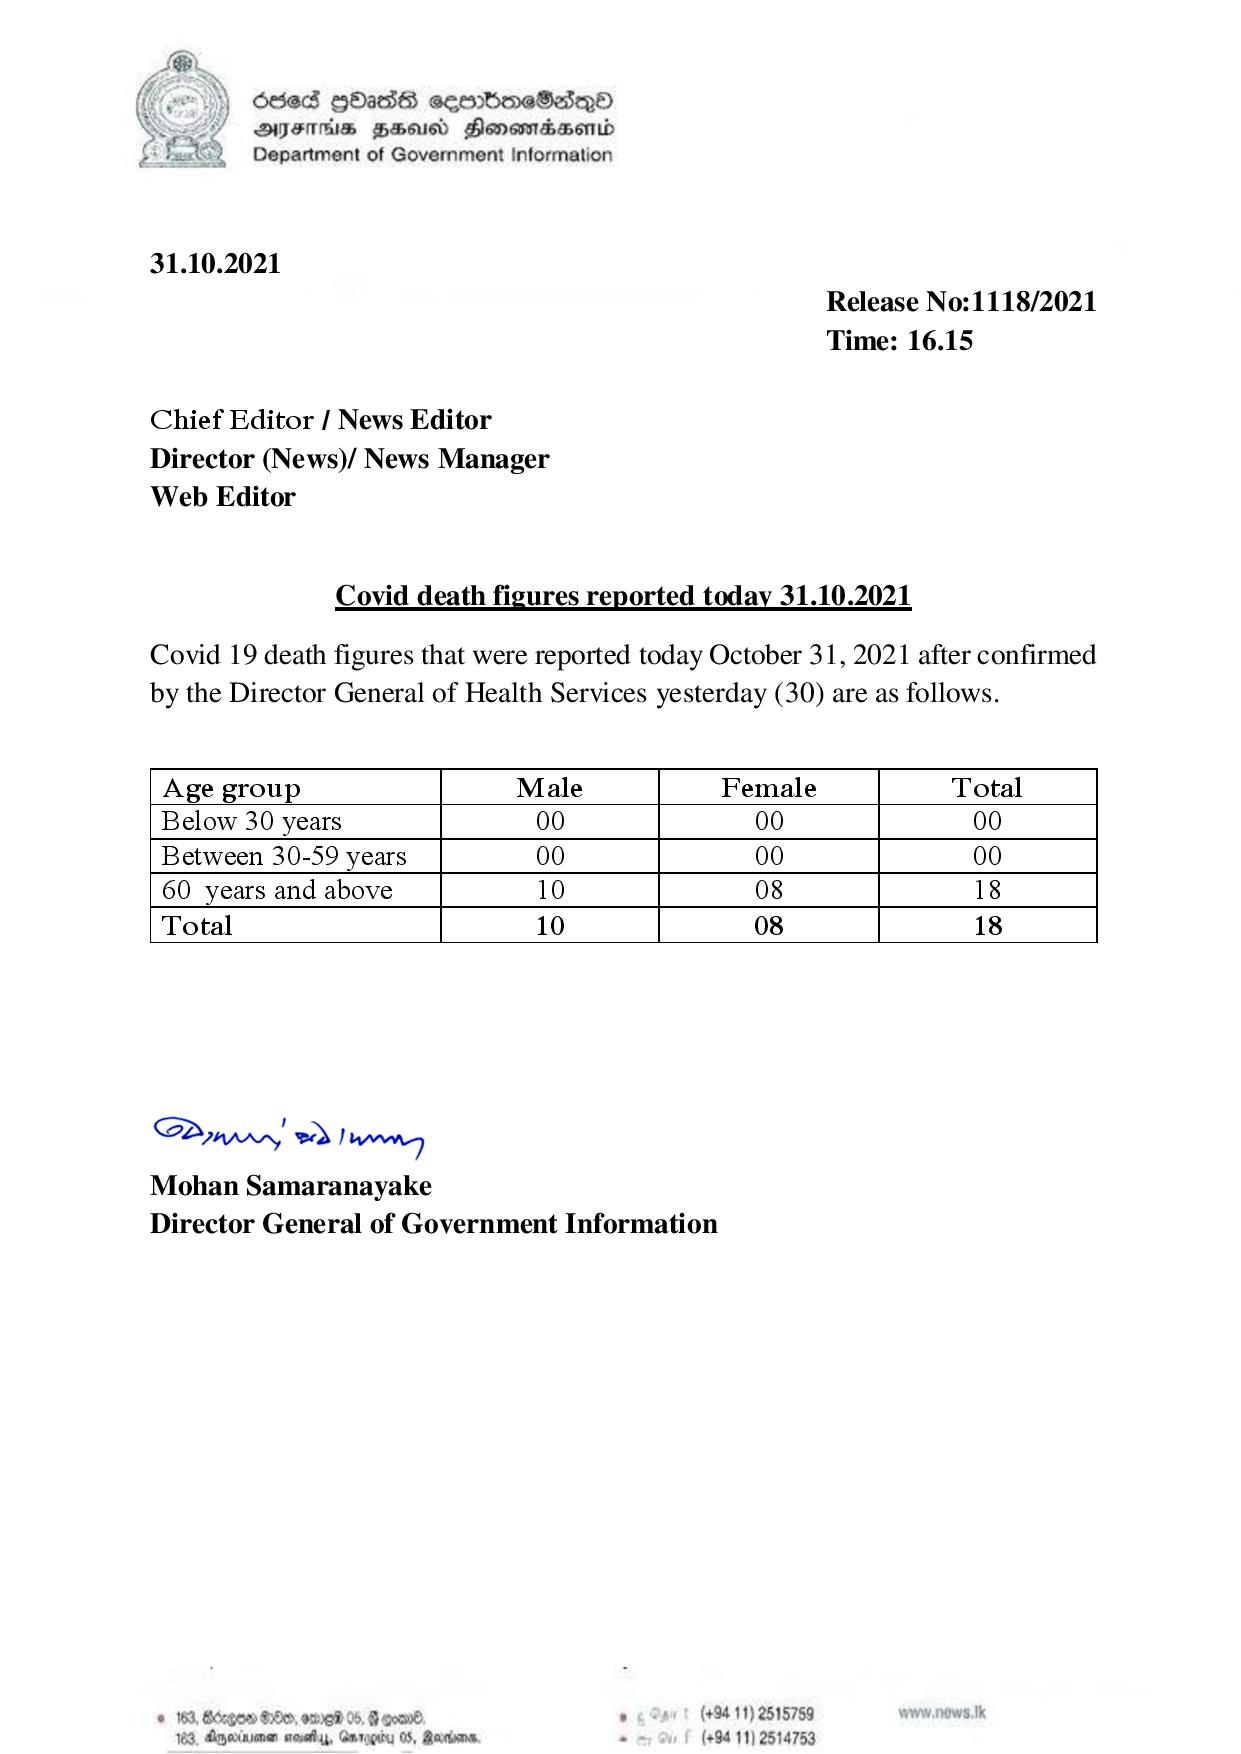 රජයේ ප්‍රවෘත්ති දෙපාර්තමේන්තුව
அரசாங்க தகவல் திணைக்களம்
Department of Government Information
31.10.2021
Release No:1118/2021
Time: 16.15
Chief Editor / News Editor
Director (News)/ News Manager
Web Editor
Covid death figures reported today 31.10.2021
Covid 19 death figures that were reported today October 31, 2021 after confirmed
by the Director General of Health Services yesterday (30) are as follows.
Age group Male Female Total
Below 30 years 00 00 00
Between 30-59 years 00 00 00
60 years and above 10 08 18
Total 10 08 18
Mohan Samaranayake
Director General of Government Information
163, කිරුලපන මාවත, කොළඹ 05, ශ්‍රී ලංකාව.
163, கிருலப்பனை எவனியூ, கொழும்பு 05, இலங்கை.
(+94 11) 2515759
(+94 11) 2514753
www.news.lk